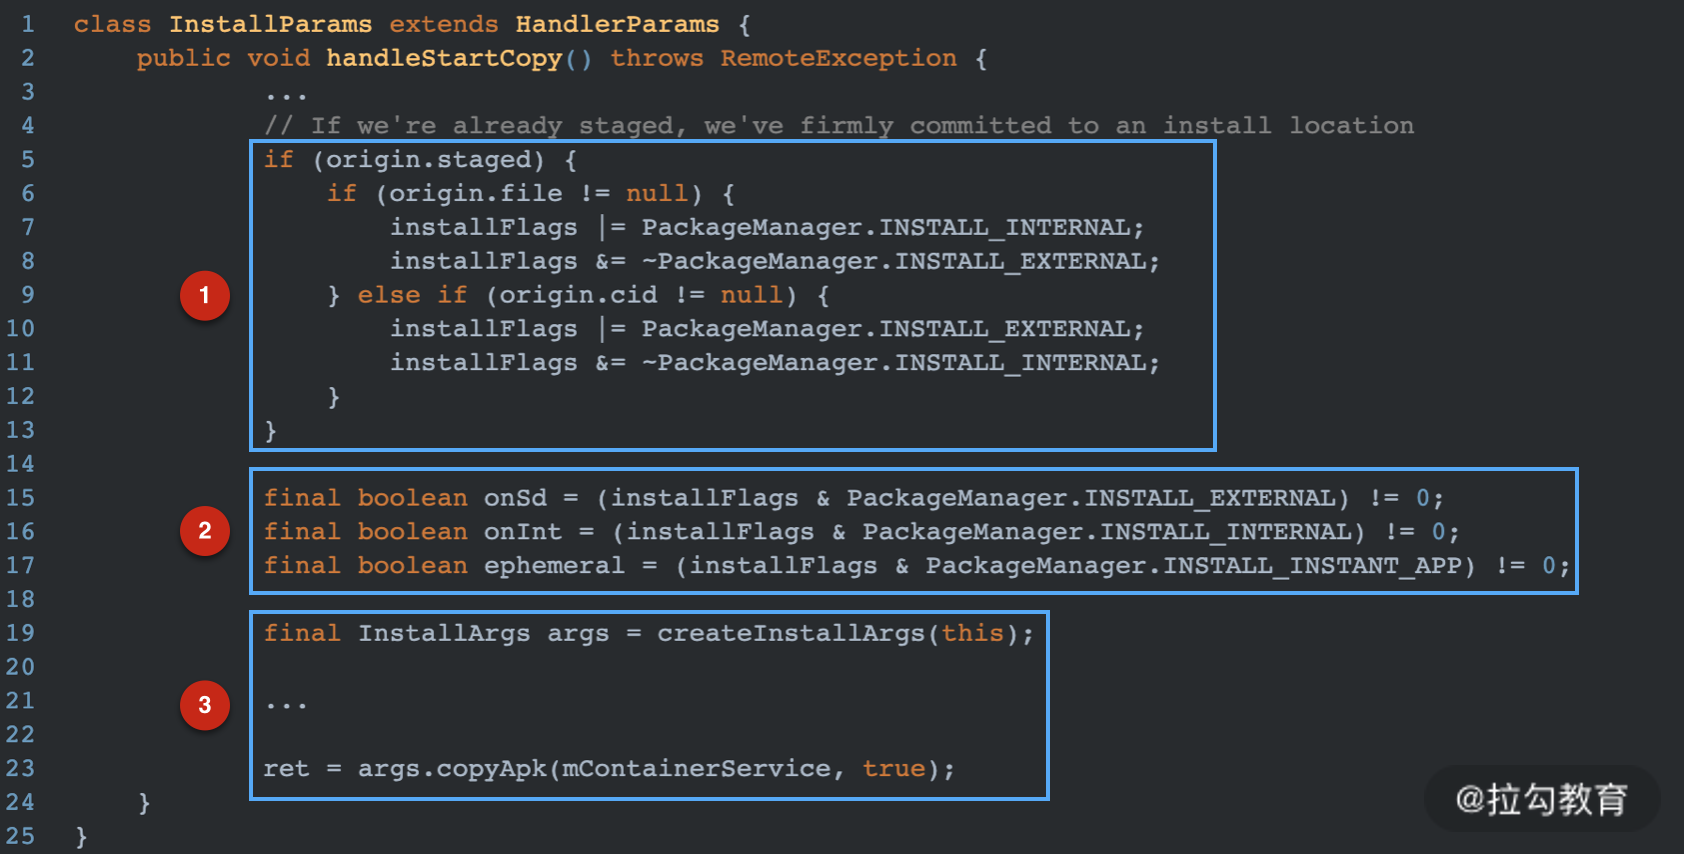 1 class InstallParams extends HandlerParams {
2 public void handleStartCopy() throws RemoteException {
3 ...
4 // If we're already staged, we've firmly committed to an install location
5 if (origin.staged) {
6 if (origin.file != null) {
7 installFlags |= PackageManager.INSTALL_INTERNAL;
8 installFlags &= ~PackageManager.INSTALL_EXTERNAL;
1
9 } else if (origin.cid != null) {
10 installFlags |= PackageManager.INSTALL_EXTERNAL;
11 installFlags &= ~PackageManager.INSTALL_INTERNAL;
12 }
13 }
14
15 final boolean onSd = (installFlags & PackageManager.INSTALL_EXTERNAL) != 0;
2
16 final boolean onInt = (installFlags & PackageManager.INSTALL_INTERNAL) != 0;
17 final boolean ephemeral = (installFlags & PackageManager.INSTALL_INSTANT_APP) != 0;
18
19 final InstallArgs args = createInstallArgs(this);
20
3
21 ...
22
23 ret = args.copyApk(mContainerService, true);
24 }
25 }
@拉勾教育